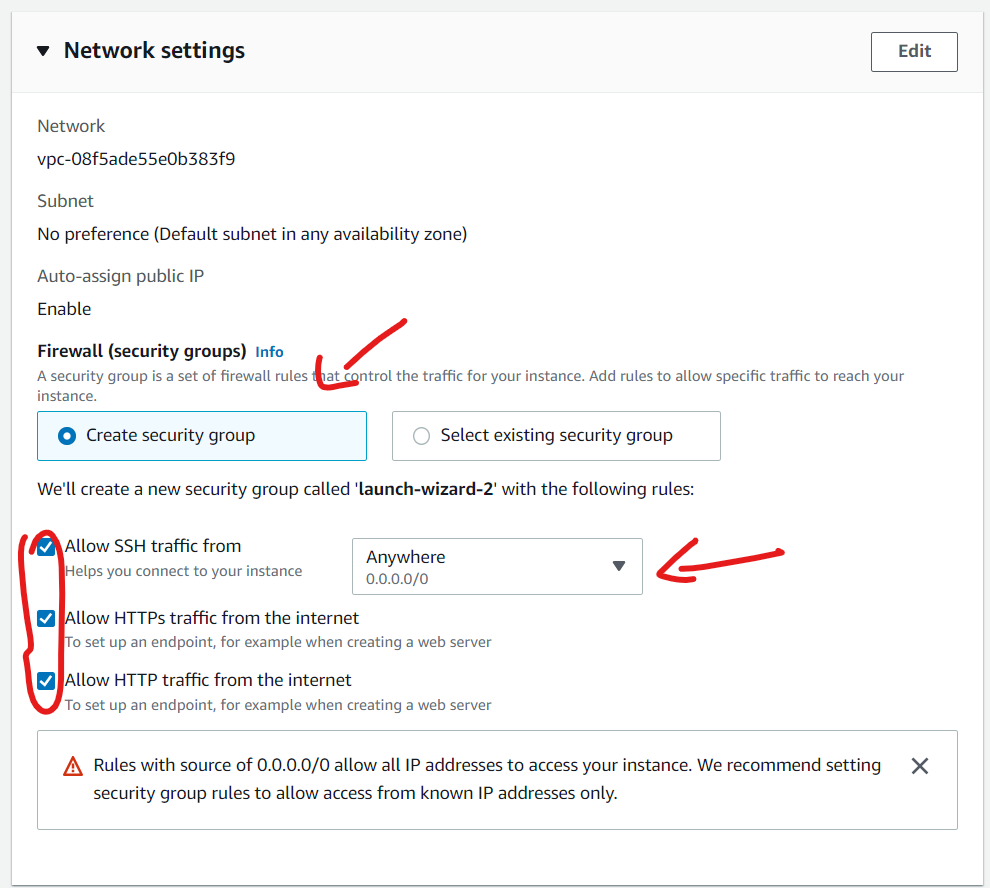 Network settings
Edit
Network
vpc-08f5ade55e0b383f9
Subnet
No preference (Default subnet in any availability zone)
Auto-assign public IP
Enable
Firewall (security groups) Info
A security group is a set of firewall rules that control the traffic for your instance. Add rules to allow specific traffic to reach your
instance.
Create security group
Select existing security group
We'll create a new security group called 'launch-wizard-2' with the following rules:
Allow SSH traffic from
Helps you connect to your instance
Anywhere
0.0.0.0/0
Allow HTTPs traffic from the internet
To set up an endpoint, for example when creating a web server
Allow HTTP traffic from the internet
To set up an endpoint, for example when creating a web server
Rules with source of 0.0.0.0/0 allow all IP addresses to access your instance. We recommend setting
security group rules to allow access from known IP addresses only.